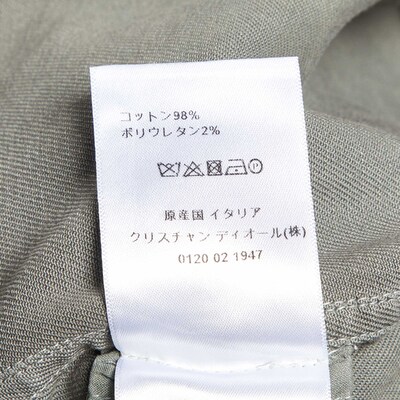 コットン98%
ポリウレタン2%
原産国 イタリア
クリスチャン ディオール(株)
0120 02 1947